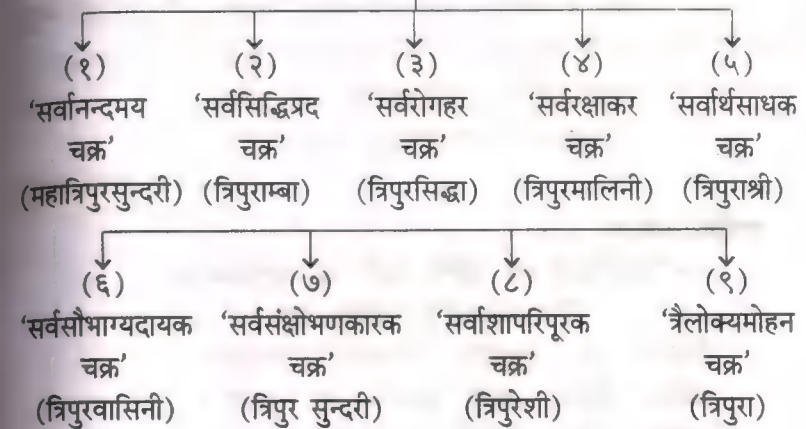 (१) (२) (३) (४) (५)
‘सर्वानन्दमय ‘सर्वसिद्धिप्रद ‘सर्वरोगहर ‘सर्वरक्षाकर ‘सर्वार्थसाधक
चक्र’ चक्र’ चक्र’ चक्र’ चक्र’
(महात्रिपुरसुन्दरी) (त्रिपुराम्बा) (त्रिपुरसिद्धा) (त्रिपुरमालिनी) (त्रिपुराश्री)
(६) (७) (८) (९)
‘सर्वसौभाग्यदायक ‘सर्वसंक्षोभणकारक ‘सर्वाशापरिपूरक ‘त्रैलोक्यमोहन
चक्र’ चक्र’ चक्र’ चक्र’
(त्रिपुरवासिनी) (त्रिपुर सुन्दरी) (त्रिपुरेशी) (त्रिपुरा)